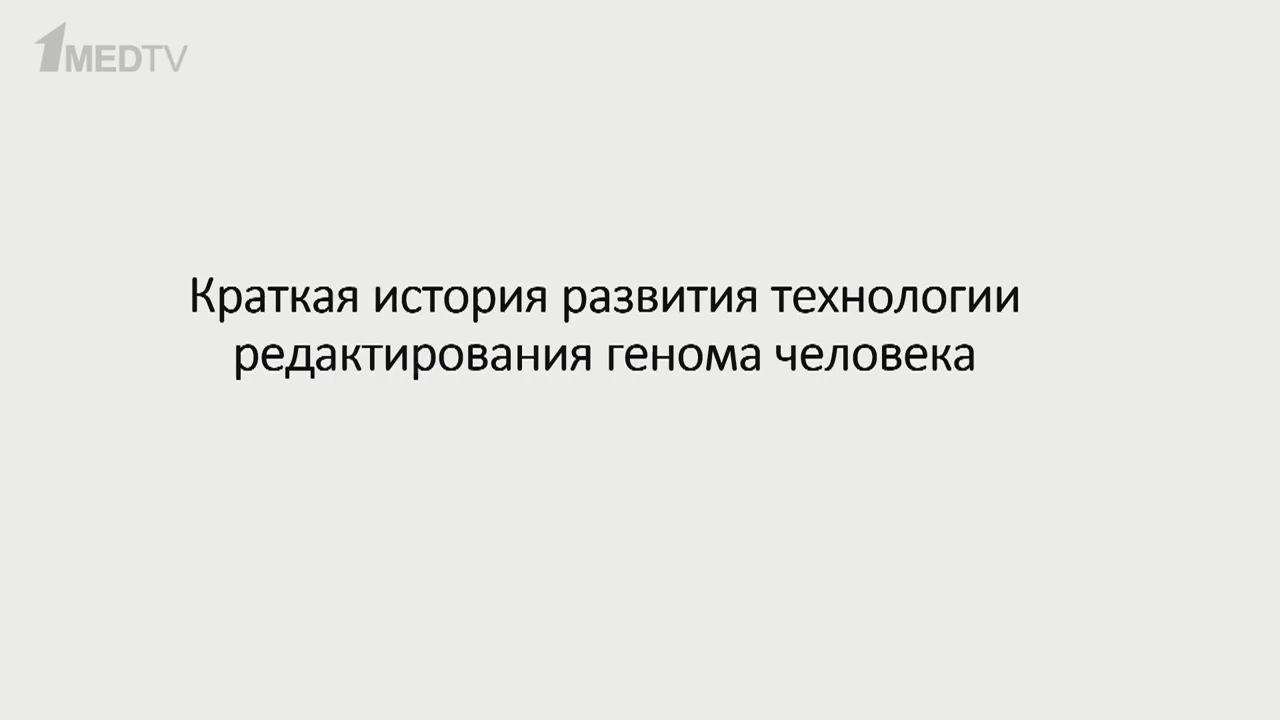 1MEDTV
Краткая история развития технологии
редактирования генома человека